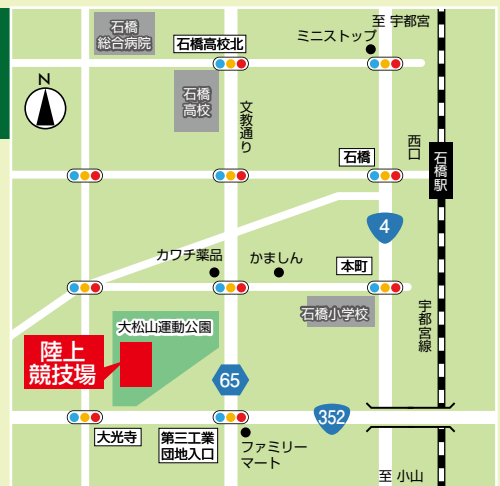 石橋
総合病院
石橋高校北
ミニストップ
至 宇都宮
N
石橋
高校
文教通り
石橋
西口
石橋駅
4
カワチ薬品
かましん
本町
大松山運動公園
石橋小学校
宇都宮線
陸上
競技場
65
352
大光寺
第三工業
団地入口
ファミリー
マート
至 小山